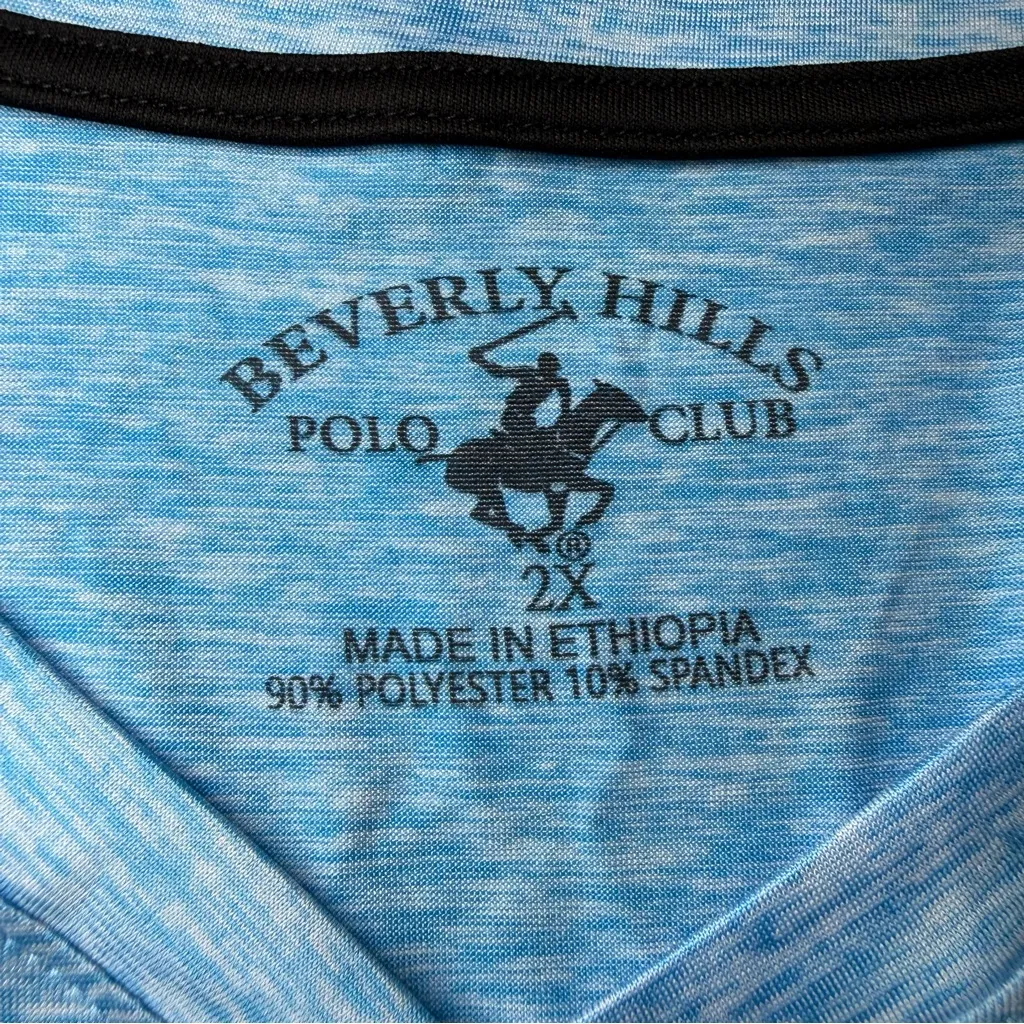 BEVERLY HILLS
POLO CLUB
®
2X
MADE IN ETHIOPIA
90% POLYESTER 10% SPANDEX